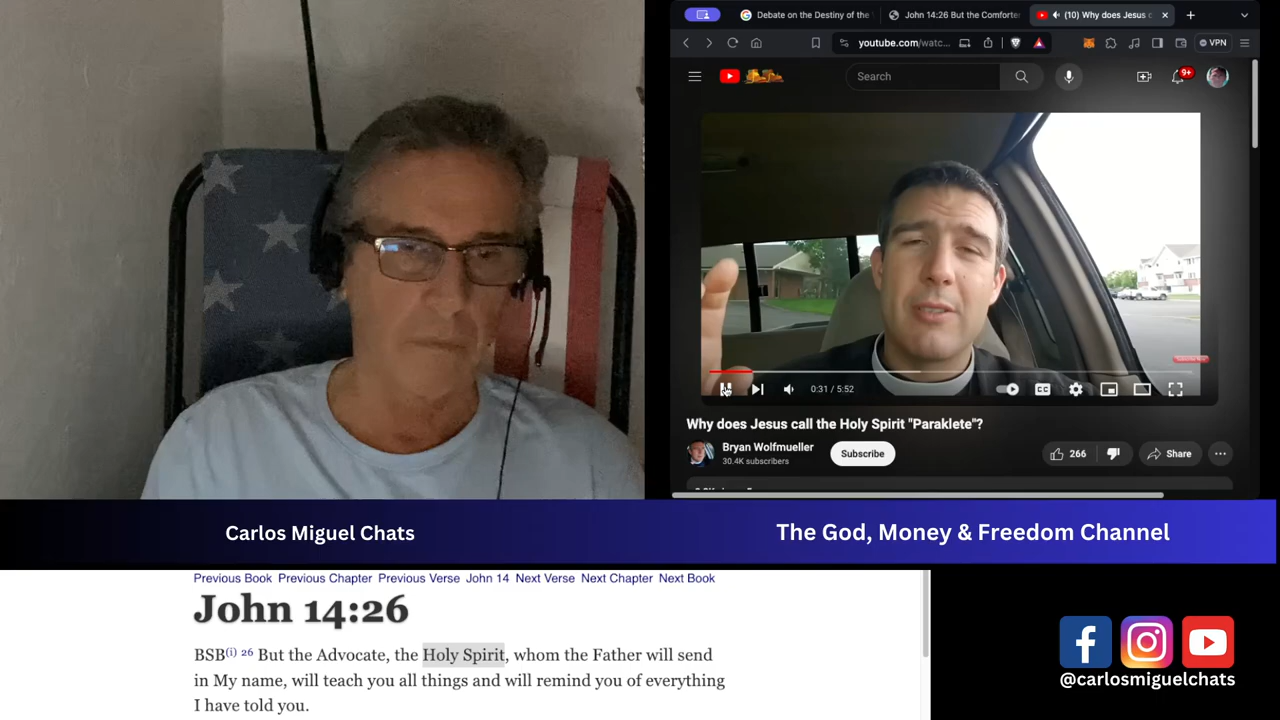 Debate on the Destiny of the
John 14:26 But the Comforter
(10) Why does Jesus c
youtube.com/watc...
VPN
Search
9+
0:31 / 5:52
CC
Why does Jesus call the Holy Spirit "Paraklete"?
Bryan Wolfmueller
30.4K subscribers
Subscribe
266
Share
Carlos Miguel Chats
The God, Money & Freedom Channel
Previous Book Previous Chapter Previous Verse John 14 Next Verse Next Chapter Next Book
John 14:26
BSB(i) 26 But the Advocate, the Holy Spirit, whom the Father will send
in My name, will teach you all things and will remind you of everything
I have told you.
@carlosmiguelchats